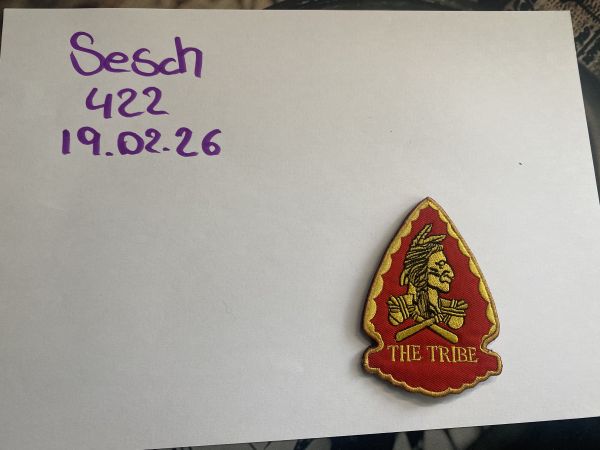 Sesch
422
19.02.26
THE TRIBE